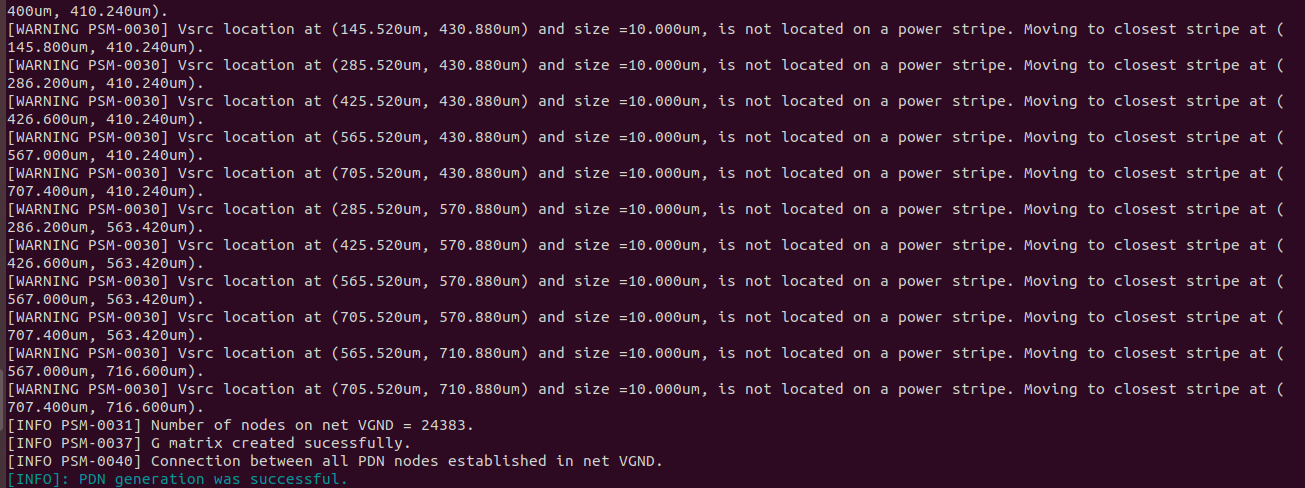 400um, 410.240um).
[WARNING PSM-0030] Vsrc location at (145.520um, 430.880um) and size =10.000um, is not located on a power stripe. Moving to closest stripe at (
145.800um, 410.240um).
[WARNING PSM-0030] Vsrc location at (285.520um, 430.880um) and size =10.000um, is not located on a power stripe. Moving to closest stripe at (
286.200um, 410.240um).
[WARNING PSM-0030] Vsrc location at (425.520um, 430.880um) and size =10.000um, is not located on a power stripe. Moving to closest stripe at (
426.600um, 410.240um).
[WARNING PSM-0030] Vsrc location at (565.520um, 430.880um) and size =10.000um, is not located on a power stripe. Moving to closest stripe at (
567.000um, 410.240um).
[WARNING PSM-0030] Vsrc location at (705.520um, 430.880um) and size =10.000um, is not located on a power stripe. Moving to closest stripe at (
707.400um, 410.240um).
[WARNING PSM-0030] Vsrc location at (285.520um, 570.880um) and size =10.000um, is not located on a power stripe. Moving to closest stripe at (
286.200um, 563.420um).
[WARNING PSM-0030] Vsrc location at (425.520um, 570.880um) and size =10.000um, is not located on a power stripe. Moving to closest stripe at (
426.600um, 563.420um).
[WARNING PSM-0030] Vsrc location at (565.520um, 570.880um) and size =10.000um, is not located on a power stripe. Moving to closest stripe at (
567.000um, 563.420um).
[WARNING PSM-0030] Vsrc location at (705.520um, 570.880um) and size =10.000um, is not located on a power stripe. Moving to closest stripe at (
707.400um, 563.420um).
[WARNING PSM-0030] Vsrc location at (565.520um, 710.880um) and size =10.000um, is not located on a power stripe. Moving to closest stripe at (
567.000um, 716.600um).
[WARNING PSM-0030] Vsrc location at (705.520um, 710.880um) and size =10.000um, is not located on a power stripe. Moving to closest stripe at (
707.400um, 716.600um).
[INFO PSM-0031] Number of nodes on net VGND = 24383.
[INFO PSM-0037] G matrix created sucessfully.
[INFO PSM-0040] Connection between all PDN nodes established in net VGND.
[INFO]: PDN generation was successful.